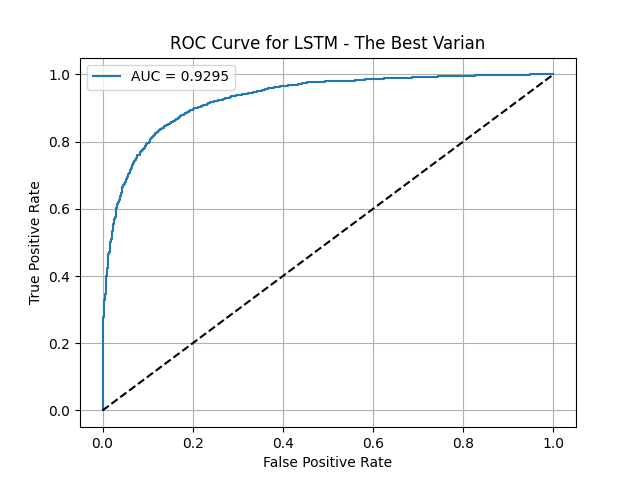 ROC Curve for LSTM - The Best Varian
AUC = 0.9295
True Positive Rate
1.0
0.8
0.6
0.4
0.2
0.0
0.0 0.2 0.4 0.6 0.8 1.0
False Positive Rate